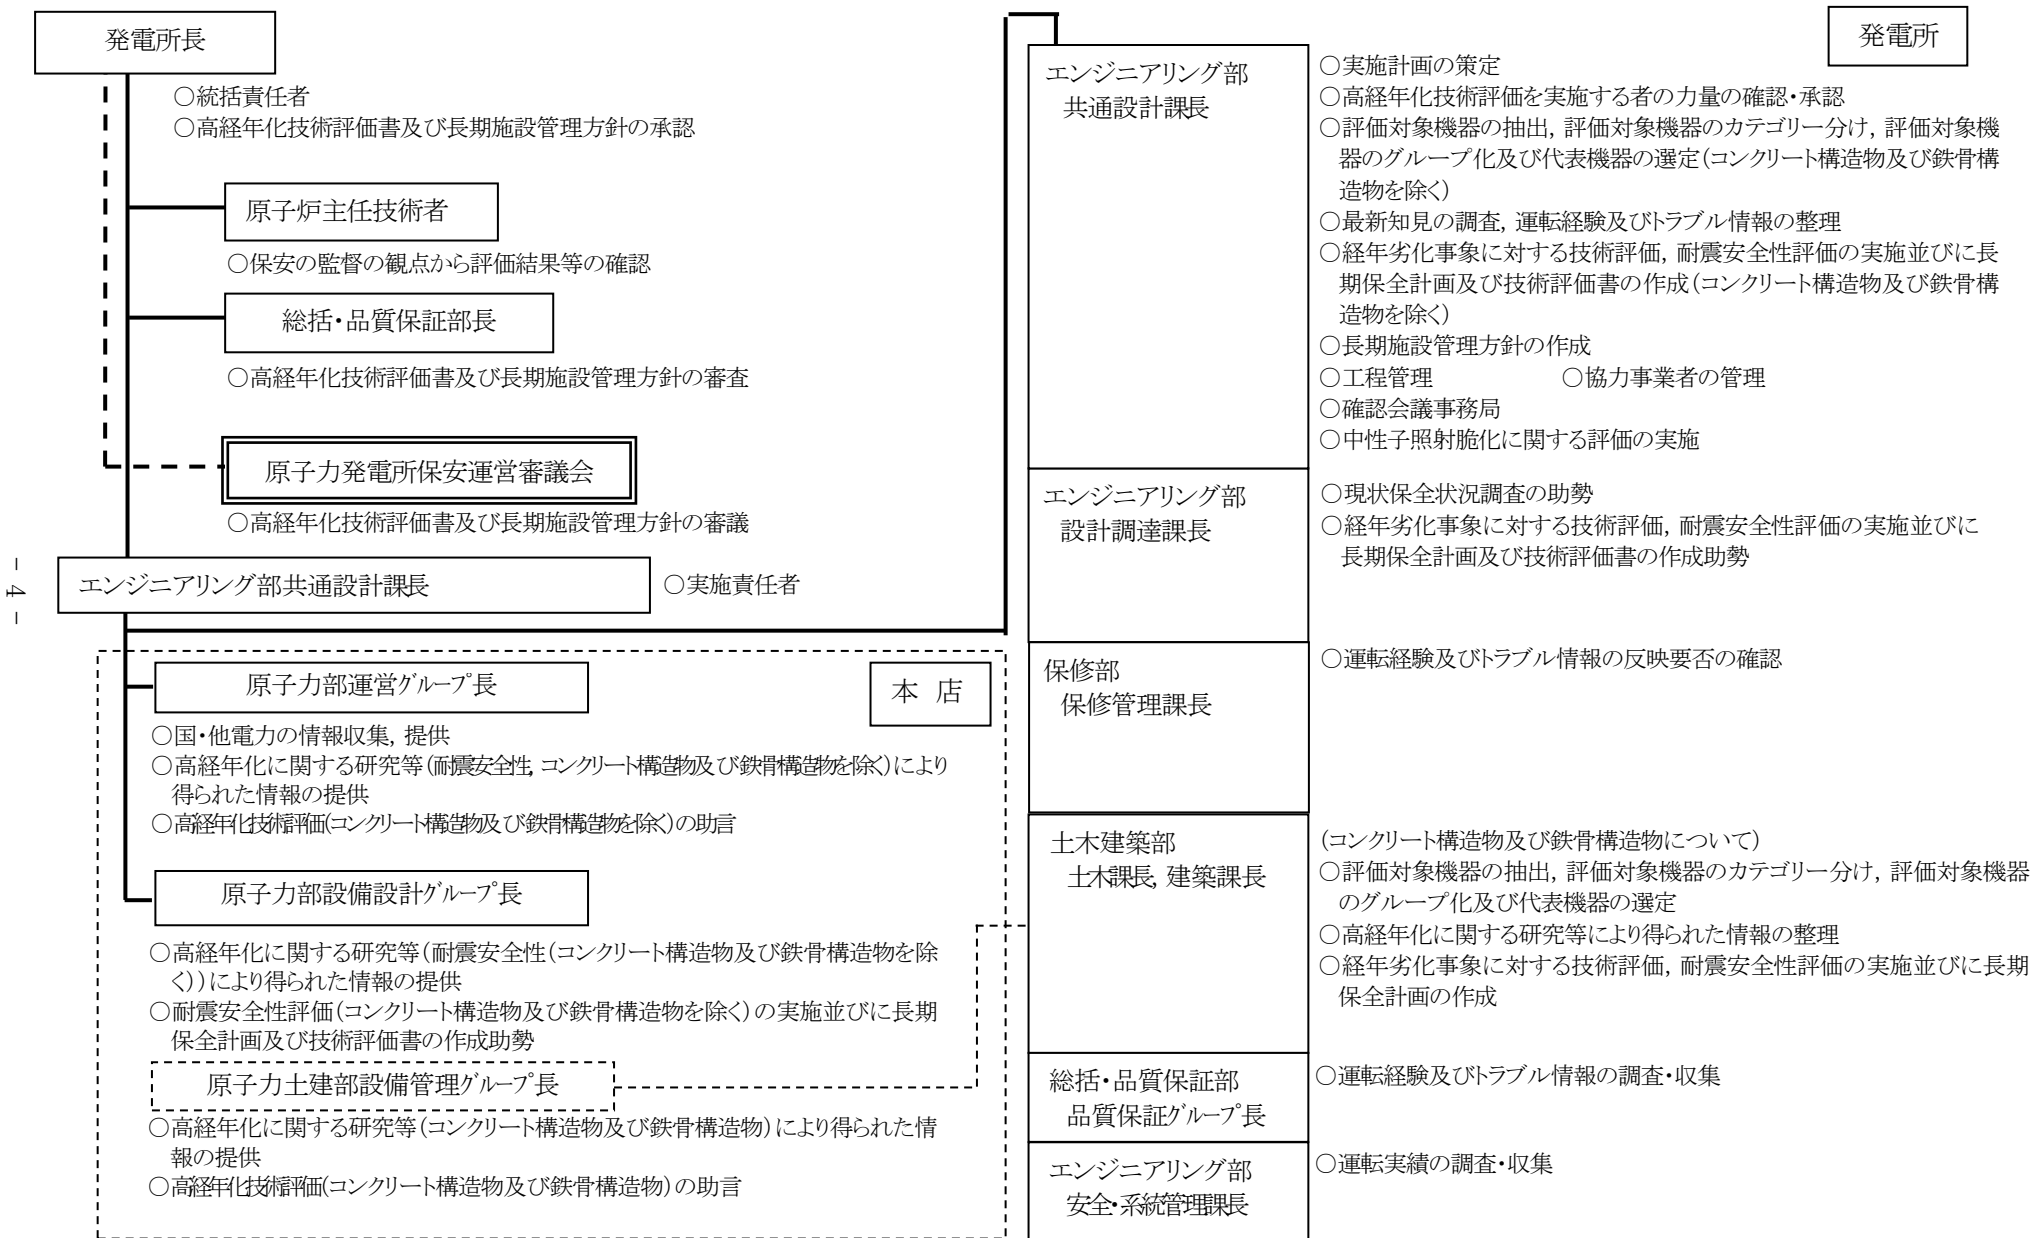 発電所長
○統括責任者
○高経年化技術評価書及び長期施設管理方針の承認
原子炉主任技術者
○保安の監督の観点から評価結果等の確認
総括・品質保証部長
○高経年化技術評価書及び長期施設管理方針の審査
原子力発電所保安運営審議会
○高経年化技術評価書及び長期施設管理方針の審議
エンジニアリング部共通設計課長
○実施責任者
－4－
本 店
原子力部運営グループ長
○国・他電力の情報収集，提供
○高経年化に関する研究等（耐震安全性，コンクリート構造物及び鉄骨構造物を除く）により
得られた情報の提供
○高経年化技術評価（コンクリート構造物及び鉄骨構造物を除く）の助言
原子力部設備設計グループ長
○高経年化に関する研究等（耐震安全性（コンクリート構造物及び鉄骨構造物を除
く））により得られた情報の提供
○耐震安全性評価（コンクリート構造物及び鉄骨構造物を除く）の実施並びに長期
保全計画及び技術評価書の作成助勢
原子力土建部設備管理グループ長
○高経年化に関する研究等（コンクリート構造物及び鉄骨構造物）により得られた情
報の提供
○高経年化技術評価（コンクリート構造物及び鉄骨構造物）の助言
発電所
エンジニアリング部
共通設計課長
○実施計画の策定
○高経年化技術評価を実施する者の力量の確認・承認
○評価対象機器の抽出，評価対象機器のカテゴリー分け，評価対象機
器のグループ化及び代表機器の選定（コンクリート構造物及び鉄骨構
造物を除く）
○最新知見の調査，運転経験及びトラブル情報の整理
○経年劣化事象に対する技術評価，耐震安全性評価の実施並びに長
期保全計画及び技術評価書の作成（コンクリート構造物及び鉄骨構
造物を除く）
○長期施設管理方針の作成
○工程管理 ○協力事業者の管理
○確認会議事務局
○中性子照射脆化に関する評価の実施
エンジニアリング部
設計調達課長
○現状保全状況調査の助勢
○経年劣化事象に対する技術評価，耐震安全性評価の実施並びに
長期保全計画及び技術評価書の作成助勢
保修部
保修管理課長
○運転経験及びトラブル情報の反映要否の確認
土木建築部
土木課長，建築課長
（コンクリート構造物及び鉄骨構造物について）
○評価対象機器の抽出，評価対象機器のカテゴリー分け，評価対象機器
のグループ化及び代表機器の選定
○高経年化に関する研究等により得られた情報の整理
○経年劣化事象に対する技術評価，耐震安全性評価の実施並びに長期
保全計画の作成
総括・品質保証部
品質保証グループ長
○運転経験及びトラブル情報の調査・収集
エンジニアリング部
安全・系統管理課長
○運転実績の調査・収集